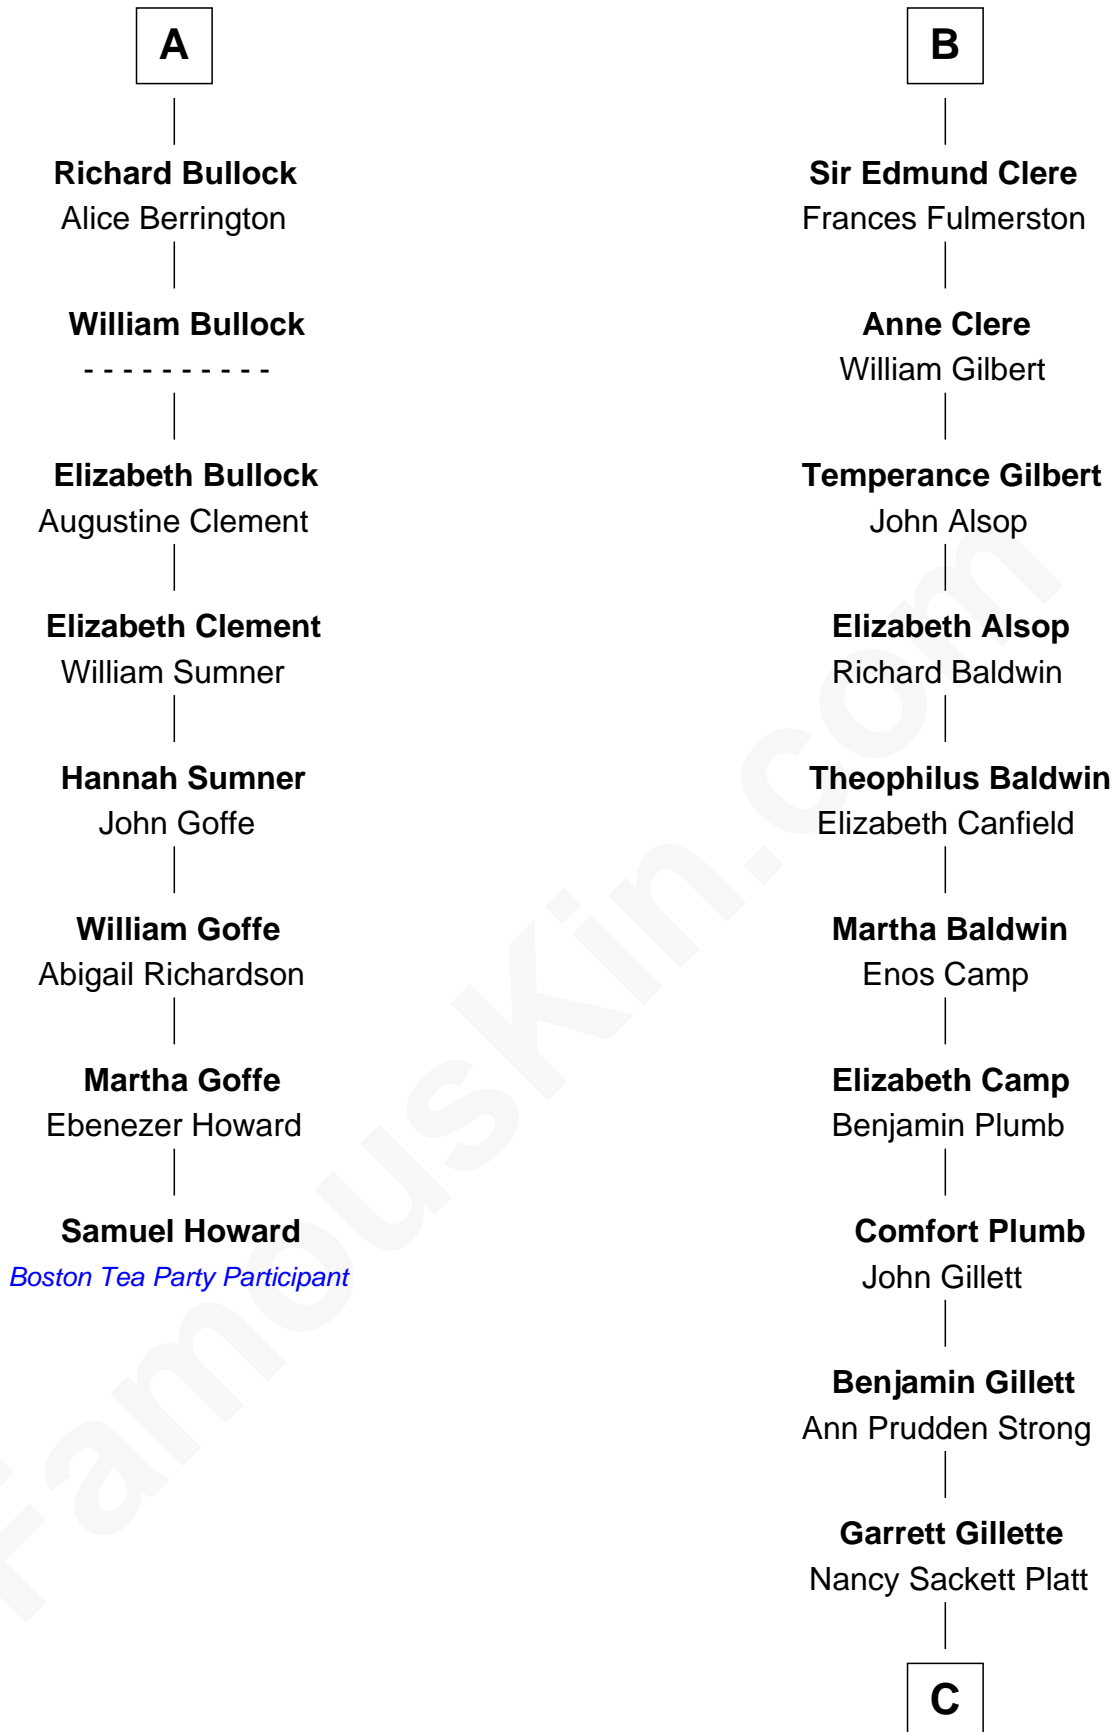 A
Richard Bullock
Alice Berrington
William Bullock
- - - - - - - - - -
Elizabeth Bullock
Augustine Clement
Elizabeth Clement
William Sumner
Hannah Sumner
John Goffe
William Goffe
Abigail Richardson
Martha Goffe
Ebenezer Howard
Samuel Howard
Boston Tea Party Participant
B
Sir Edmund Clere
Frances Fulmerston
Anne Clere
William Gilbert
Temperance Gilbert
John Alsop
Elizabeth Alsop
Richard Baldwin
Theophilus Baldwin
Elizabeth Canfield
Martha Baldwin
Enos Camp
Elizabeth Camp
Benjamin Plumb
Comfort Plumb
John Gillett
Benjamin Gillett
Ann Prudden Strong
Garrett Gillette
Nancy Sackett Platt
C
FamousKin.com